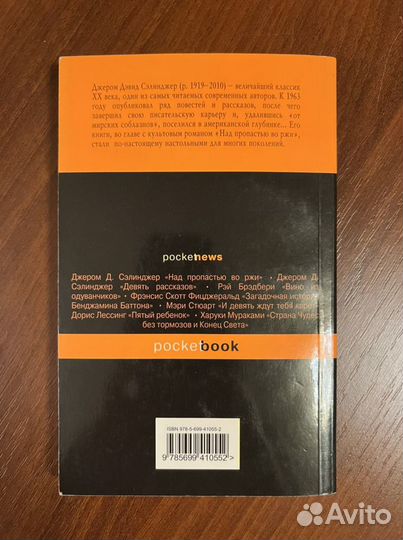 Джером Дэвид Сэлинджер (р. 1919–2010) – величайший классик
XX века, один из самых читаемых современных авторов. К 1963
году опубликовал ряд повестей и рассказов, после чего
завершил свою писательскую карьеру и, удалившись «от
мирских соблазнов», поселился в американской глубинке... Его
книги, во главе с культовым романом «Над пропастью во ржи»,
стали по-настоящему настольными для многих поколений.
pocketnews
Джером Д. Сэлинджер «Над пропастью во ржи» • Джером Д.
Сэлинджер «Девять рассказов» • Рэй Брэдбери «Вино из
одуванчиков» • Фрэнсис Скотт Фицджеральд «Загадочная история
Бенджамина Баттона» • Мэри Стюарт «И девять ждут тебя
Дорис Лессинг «Пятый ребенок» • Харуки Мураками «Страна Чудес
без тормозов и Конец Света»
pocketbook
ISBN 978-5-699-41055-2
9 785699 410552 >
Avito